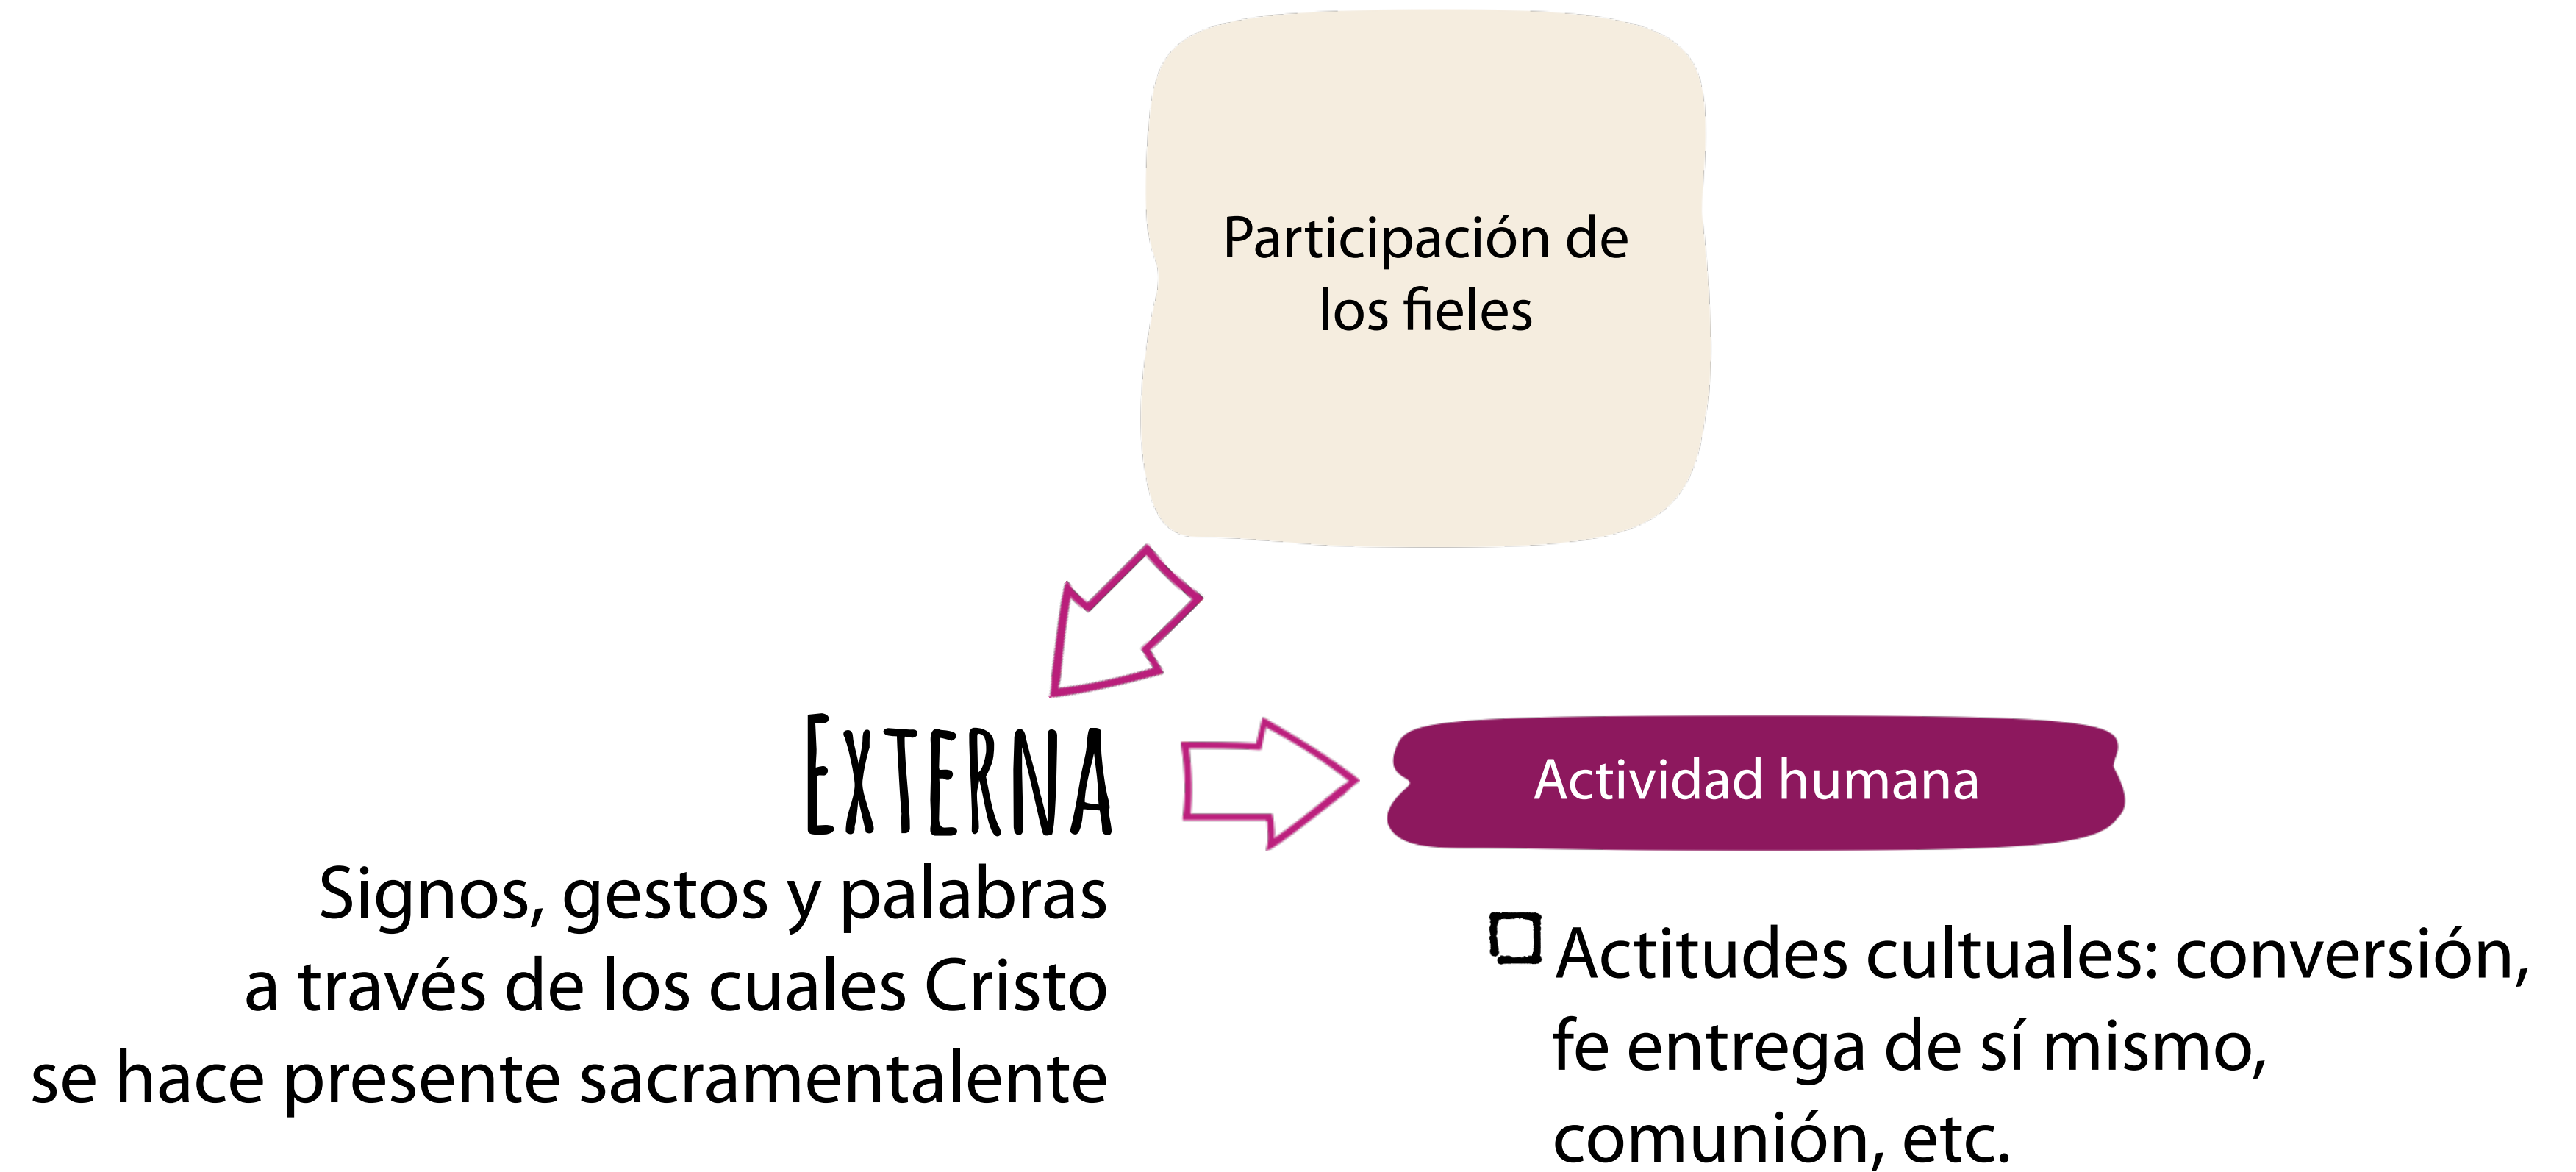 Participación de
los fieles
Externa
Actividad humana
Signos, gestos y palabras
a través de los cuales Cristo
se hace presente sacramentalente
Actitudes cultuales: conversión,
fe entrega de sí mismo,
comunión, etc.